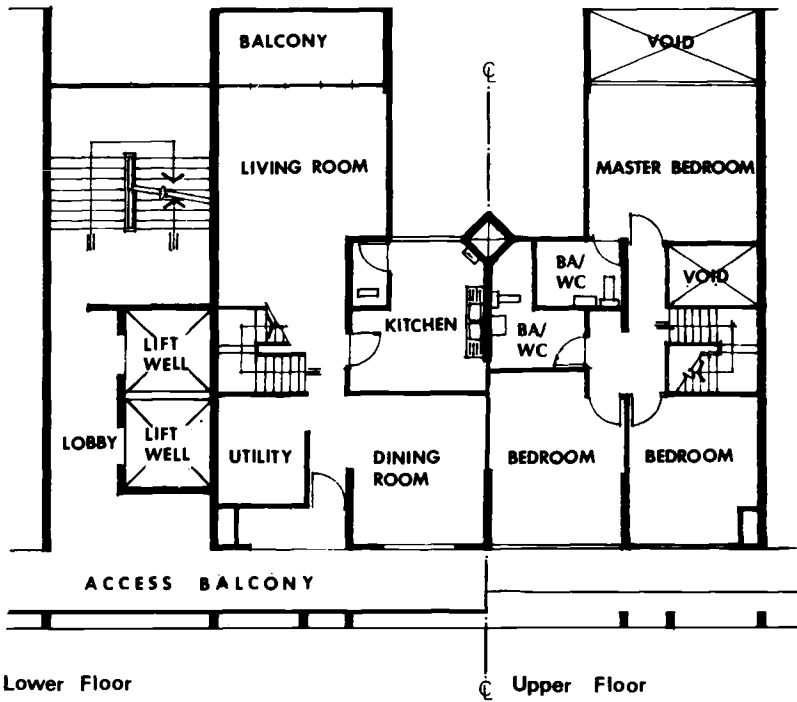 BALCONY
VOID
℄
LIVING ROOM
MASTER BEDROOM
BA/
WC
VOID
KITCHEN
BA/
WC
LIFT
WELL
LOBBY
LIFT
WELL
UTILITY
DINING
ROOM
BEDROOM
BEDROOM
ACCESS BALCONY
Lower Floor
℄
Upper Floor